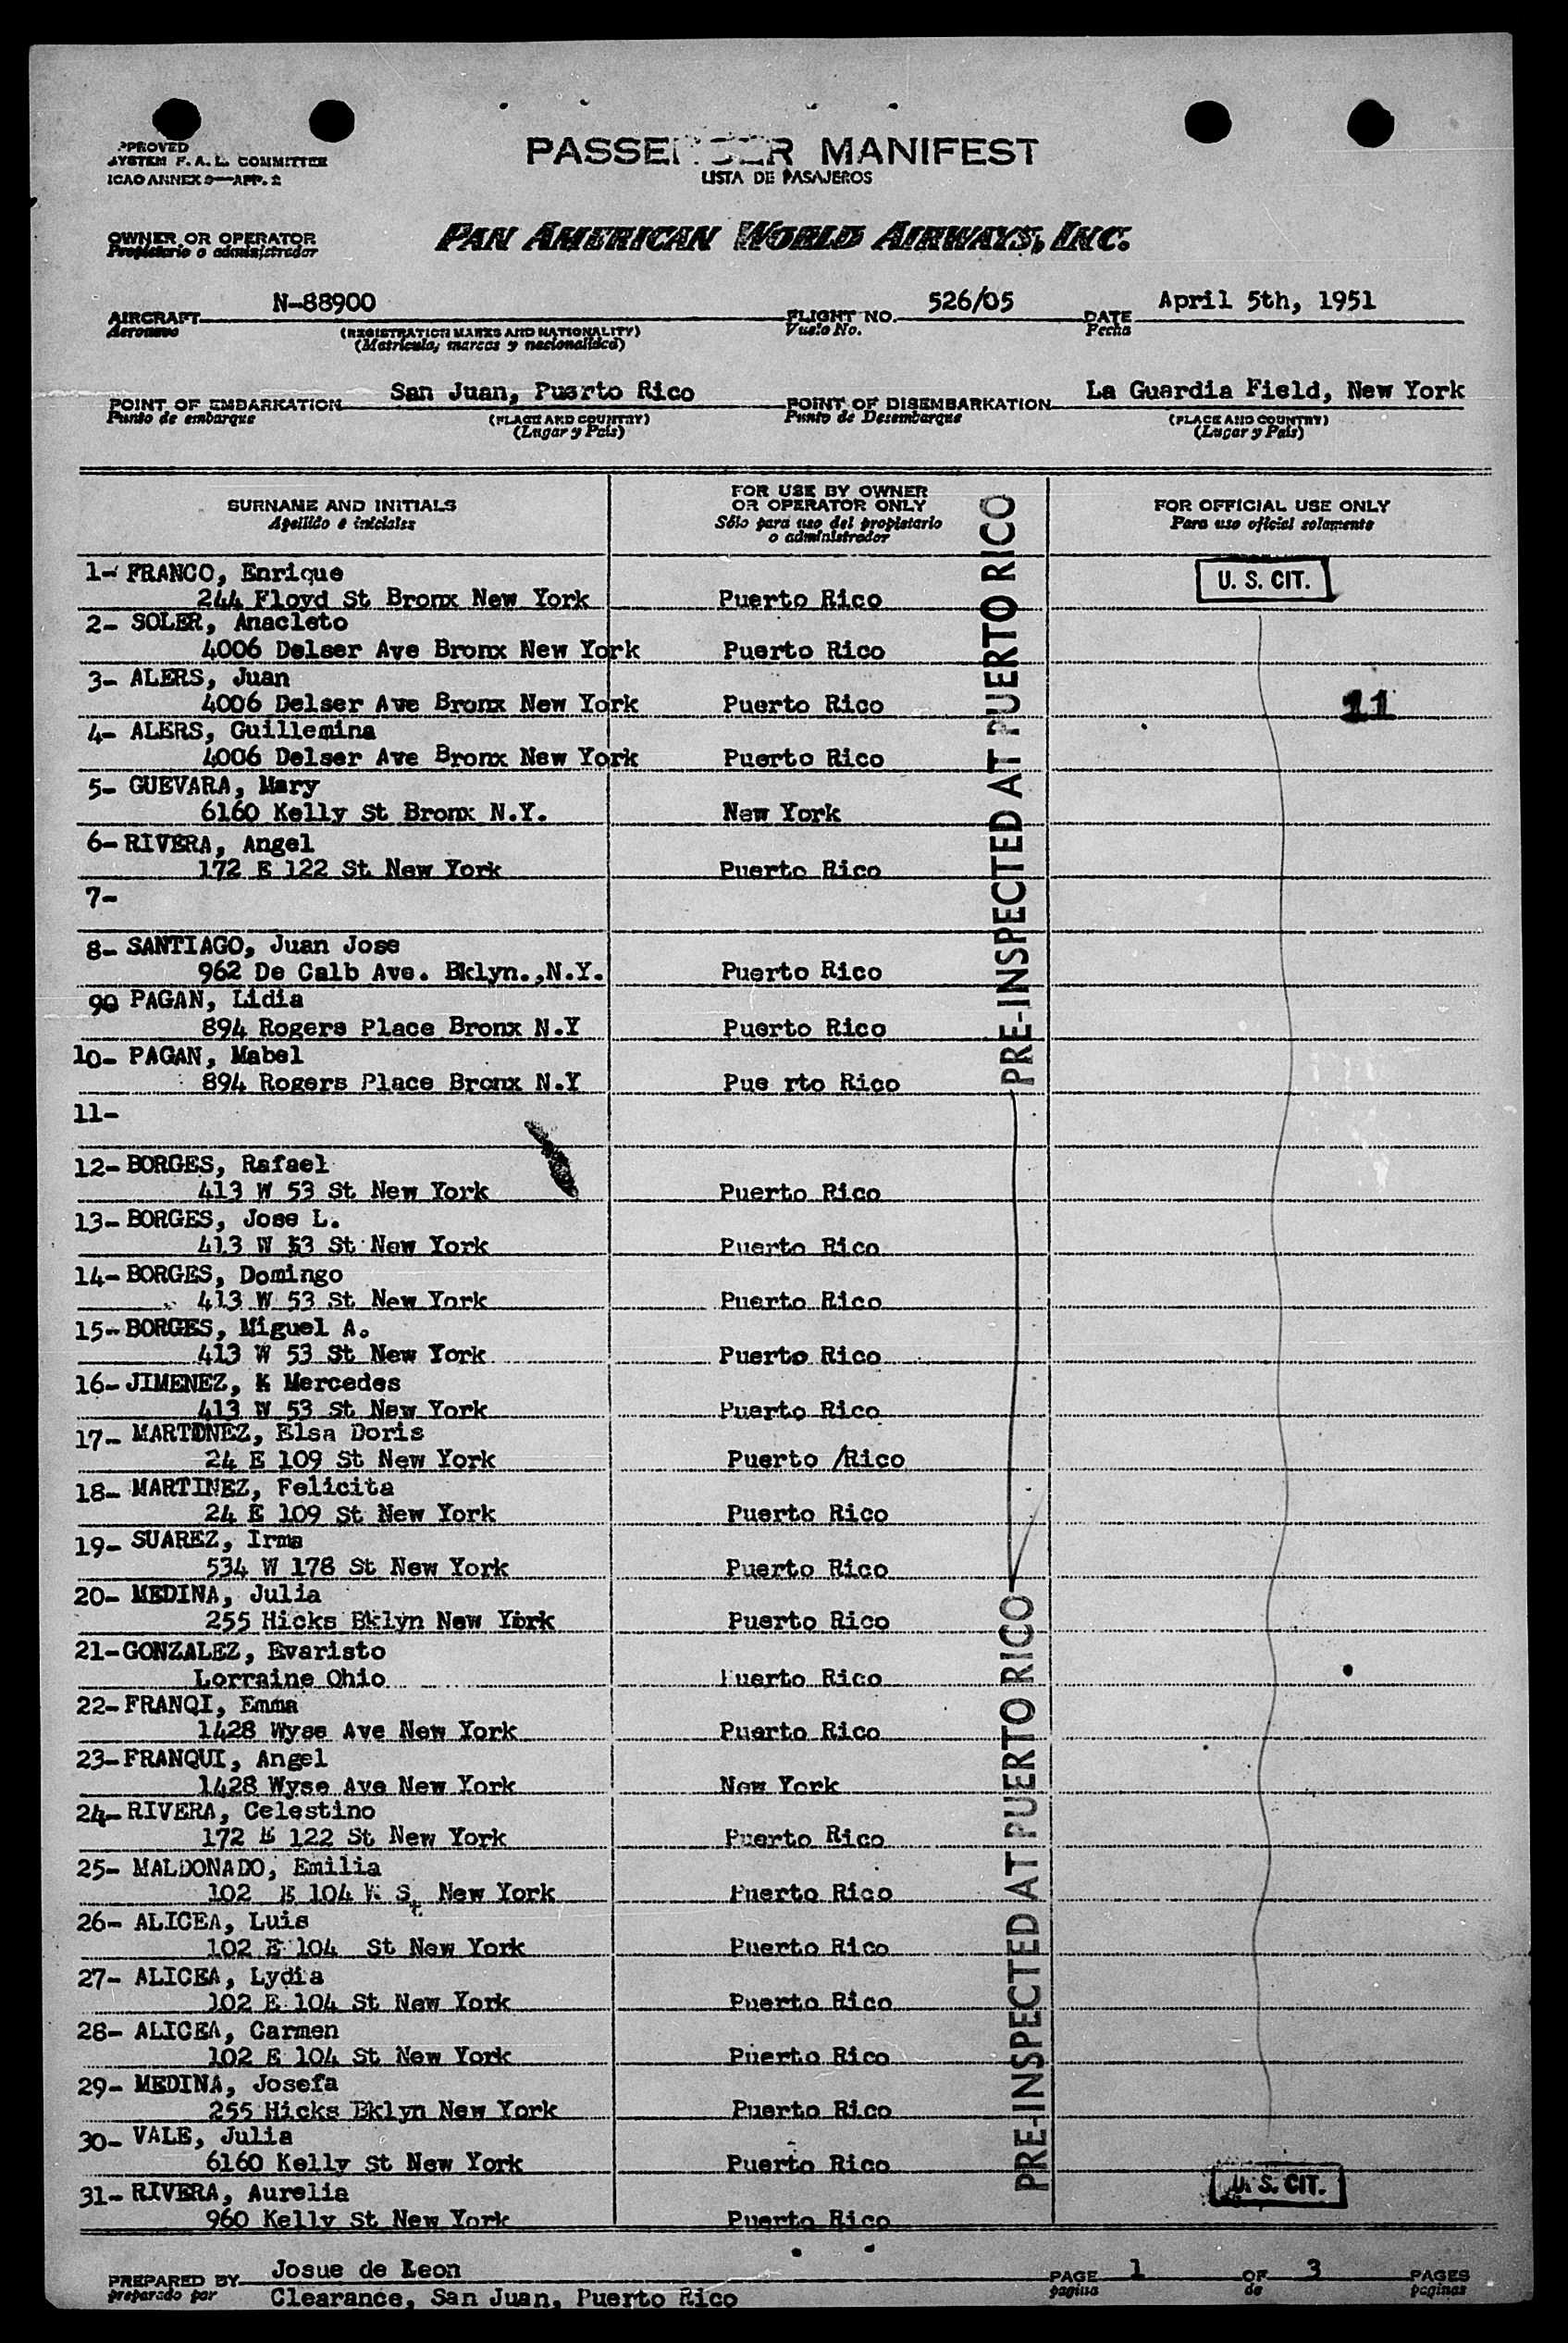 APPROVED
SYSTEM F. A. L. COMMITTEE
ICAO ANNEX 9—APP. 2
PASSENGER MANIFEST
LISTA DE PASAJEROS
OWNER OR OPERATOR
Propietario o administrador
PAN AMERICAN WORLD AIRWAYS, INC.
AIRCRAFT N-88900 FLIGHT NO. 526/05 DATE April 5th, 1951
Aeronave (REGISTRATION MARKS AND NATIONALITY) Vuelo No. Fecha
(Matricula, marcas y nacionalidad)
POINT OF EMBARKATION San Juan, Puerto Rico POINT OF DISEMBARKATION La Guardia Field, New York
Punto de embarque (PLACE AND COUNTRY) Punto de Desembarque (PLACE AND COUNTRY)
(Lugar y País) (Lugar y País)
SURNAME AND INITIALS
Apellido e iniciales
FOR USE BY OWNER
OR OPERATOR ONLY
Sólo para uso del propietario
o administrador
FOR OFFICIAL USE ONLY
Para uso oficial solamente
1- FRANCO, Enrique U. S. CIT.
244 Floyd St Bronx New York Puerto Rico
2- SOLER, Anacleto
4006 Delser Ave Bronx New York Puerto Rico
3- ALERS, Juan
4006 Delser Ave Bronx New York Puerto Rico 11
4- ALERS, Guillemina
4006 Delser Ave Bronx New York Puerto Rico
5- GUEVARA, Mary
6160 Kelly St Bronx N.Y. New York
6- RIVERA, Angel
172 E 122 St New York Puerto Rico
7-
8- SANTIAGO, Juan Jose
962 De Calb Ave. Bklyn.,N.Y. Puerto Rico
90 PAGAN, Lidia
894 Rogers Place Bronx N.Y Puerto Rico
10- PAGAN, Mabel
894 Rogers Place Bronx N.Y Pue rto Rico
PRE-INSPECTED AT PUERTO RICO
11-
12- BORGES, Rafael
413 W 53 St New York Puerto Rico
13- BORGES, Jose L.
413 W 53 St New York Puerto Rico
14- BORGES, Domingo
413 W 53 St New York Puerto Rico
15- BORGES, Miguel A.
413 W 53 St New York Puerto Rico
16- JIMENEZ, K Mercedes
413 W 53 St New York Puerto Rico
17- MARTINEZ, Elsa Doris
24 E 109 St New York Puerto /Rico
18- MARTINEZ, Felicita
24 E 109 St New York Puerto Rico
19- SUAREZ, Irma
534 W 178 St New York Puerto Rico
20- MEDINA, Julia
255 Hicks Bklyn New York Puerto Rico
21- GONZALEZ, Evaristo
Lorraine Ohio Puerto Rico
22- FRANQI, Emma
1428 Wyse Ave New York Puerto Rico
23- FRANQUI, Angel
1428 Wyse Ave New York New York
24- RIVERA, Celestino
172 E 122 St New York Puerto Rico
25- MALDONADO, Emilia
102 E 104 St New York Puerto Rico
26- ALICEA, Luis
102 E 104 St New York Puerto Rico
27- ALICEA, Lydia
102 E 104 St New York Puerto Rico
28- ALICEA, Carmen
102 E 104 St New York Puerto Rico
29- MEDINA, Josefa
255 Hicks Bklyn New York Puerto Rico
30- VALE, Julia
6160 Kelly St New York Puerto Rico
PRE-INSPECTED AT PUERTO RICO
U. S. CIT.
31- RIVERA, Aurelia
960 Kelly St New York Puerto Rico
PREPARED BY Josue de Leon PAGE 1 OF 3 PAGES
preparado por Clearance, San Juan, Puerto Rico pagina de paginas